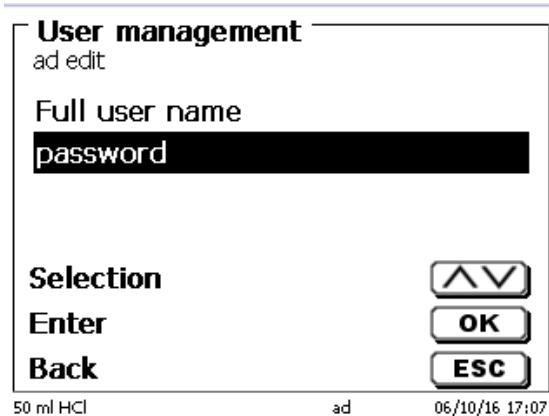 User management
ad edit
Full user name
password
Selection
Enter OK
Back ESC
50 ml HCl ad 06/10/16 17:07